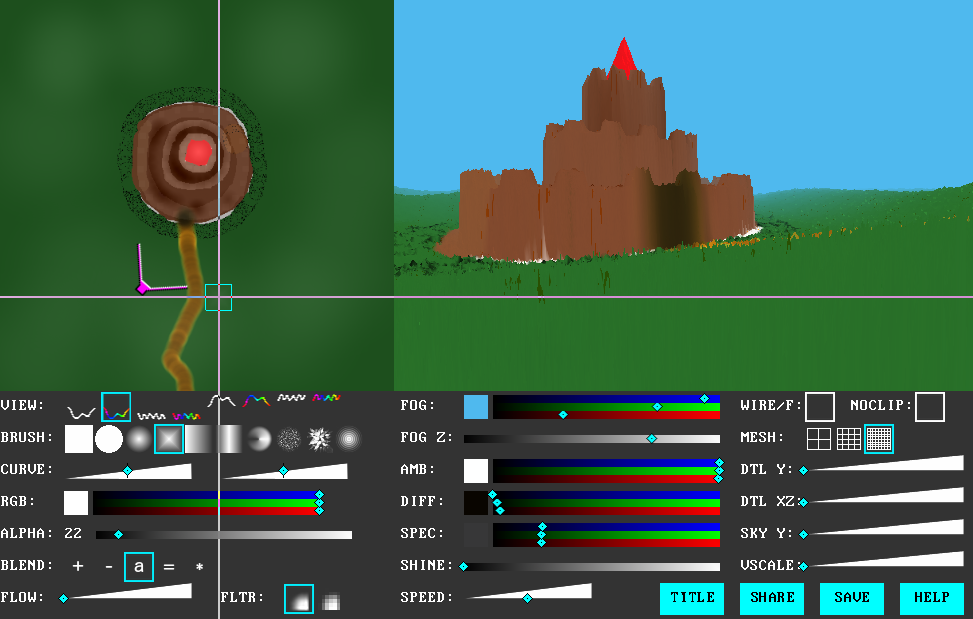 VIEW:
BRUSH:
CURVE:
RGB:
ALPHA: 22
BLEND: + - a = *
FLOW:
FLTR:
FOG:
FOG Z:
AMB:
DIFF:
SPEC:
SHINE:
SPEED:
WIRE/F: NOCLIP:
MESH:
DTL Y:
DTL XZ:
SKY Y:
VSCALE:
TITLE SHARE SAVE HELP